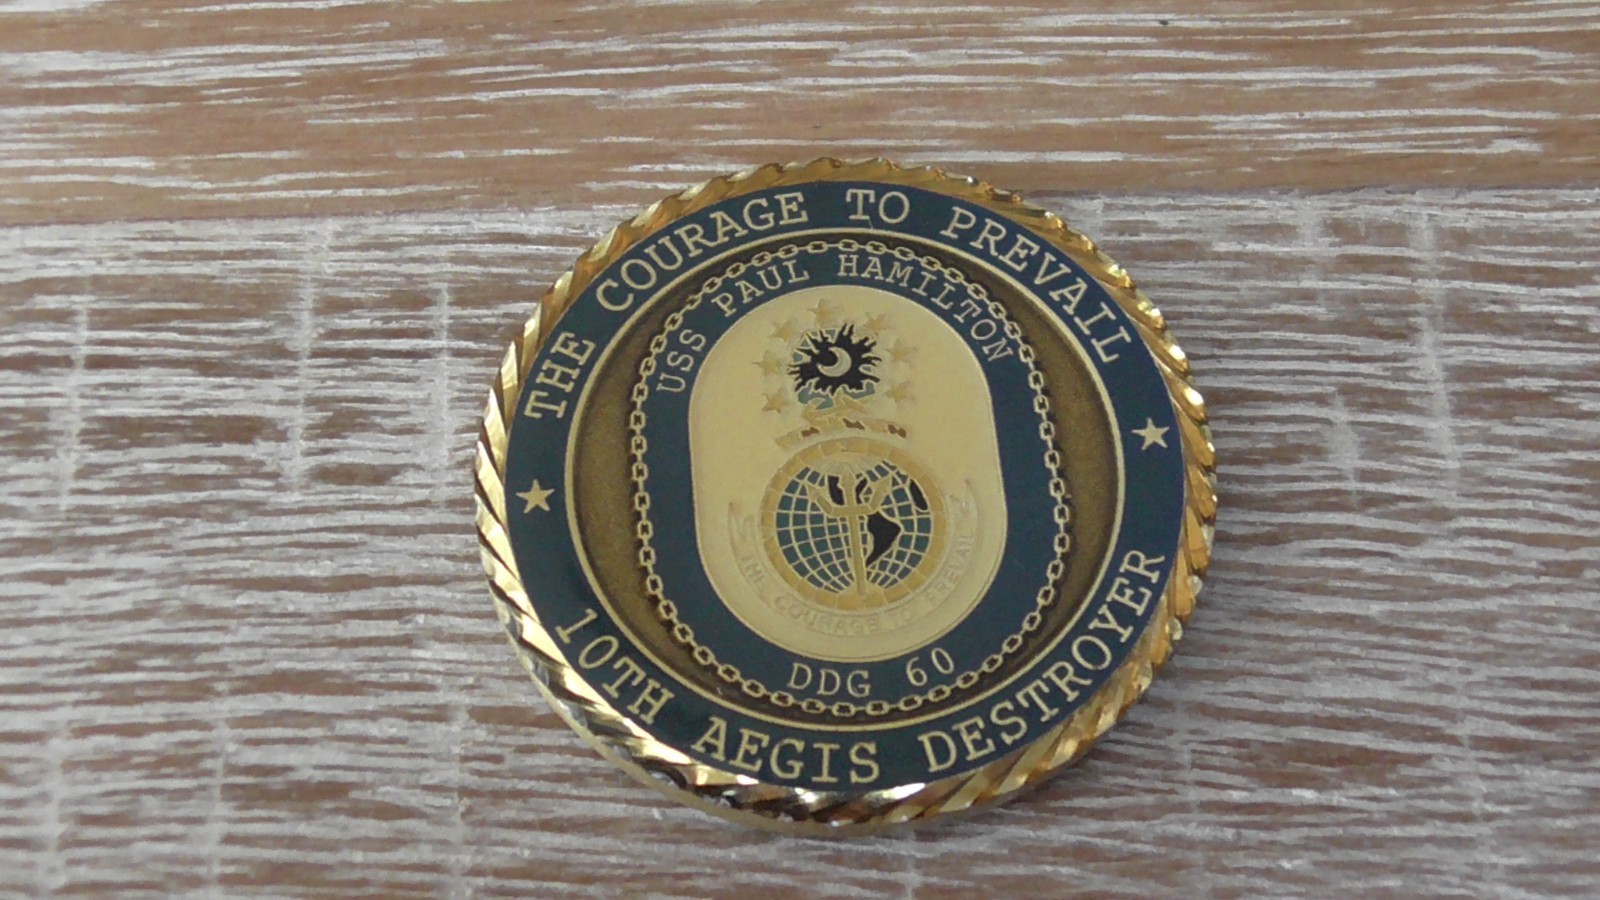 THE COURAGE TO PREVAIL
USS PAUL HAMILTON
THE COURAGE TO PREVAIL
DDG 60
10TH AEGIS DESTROYER